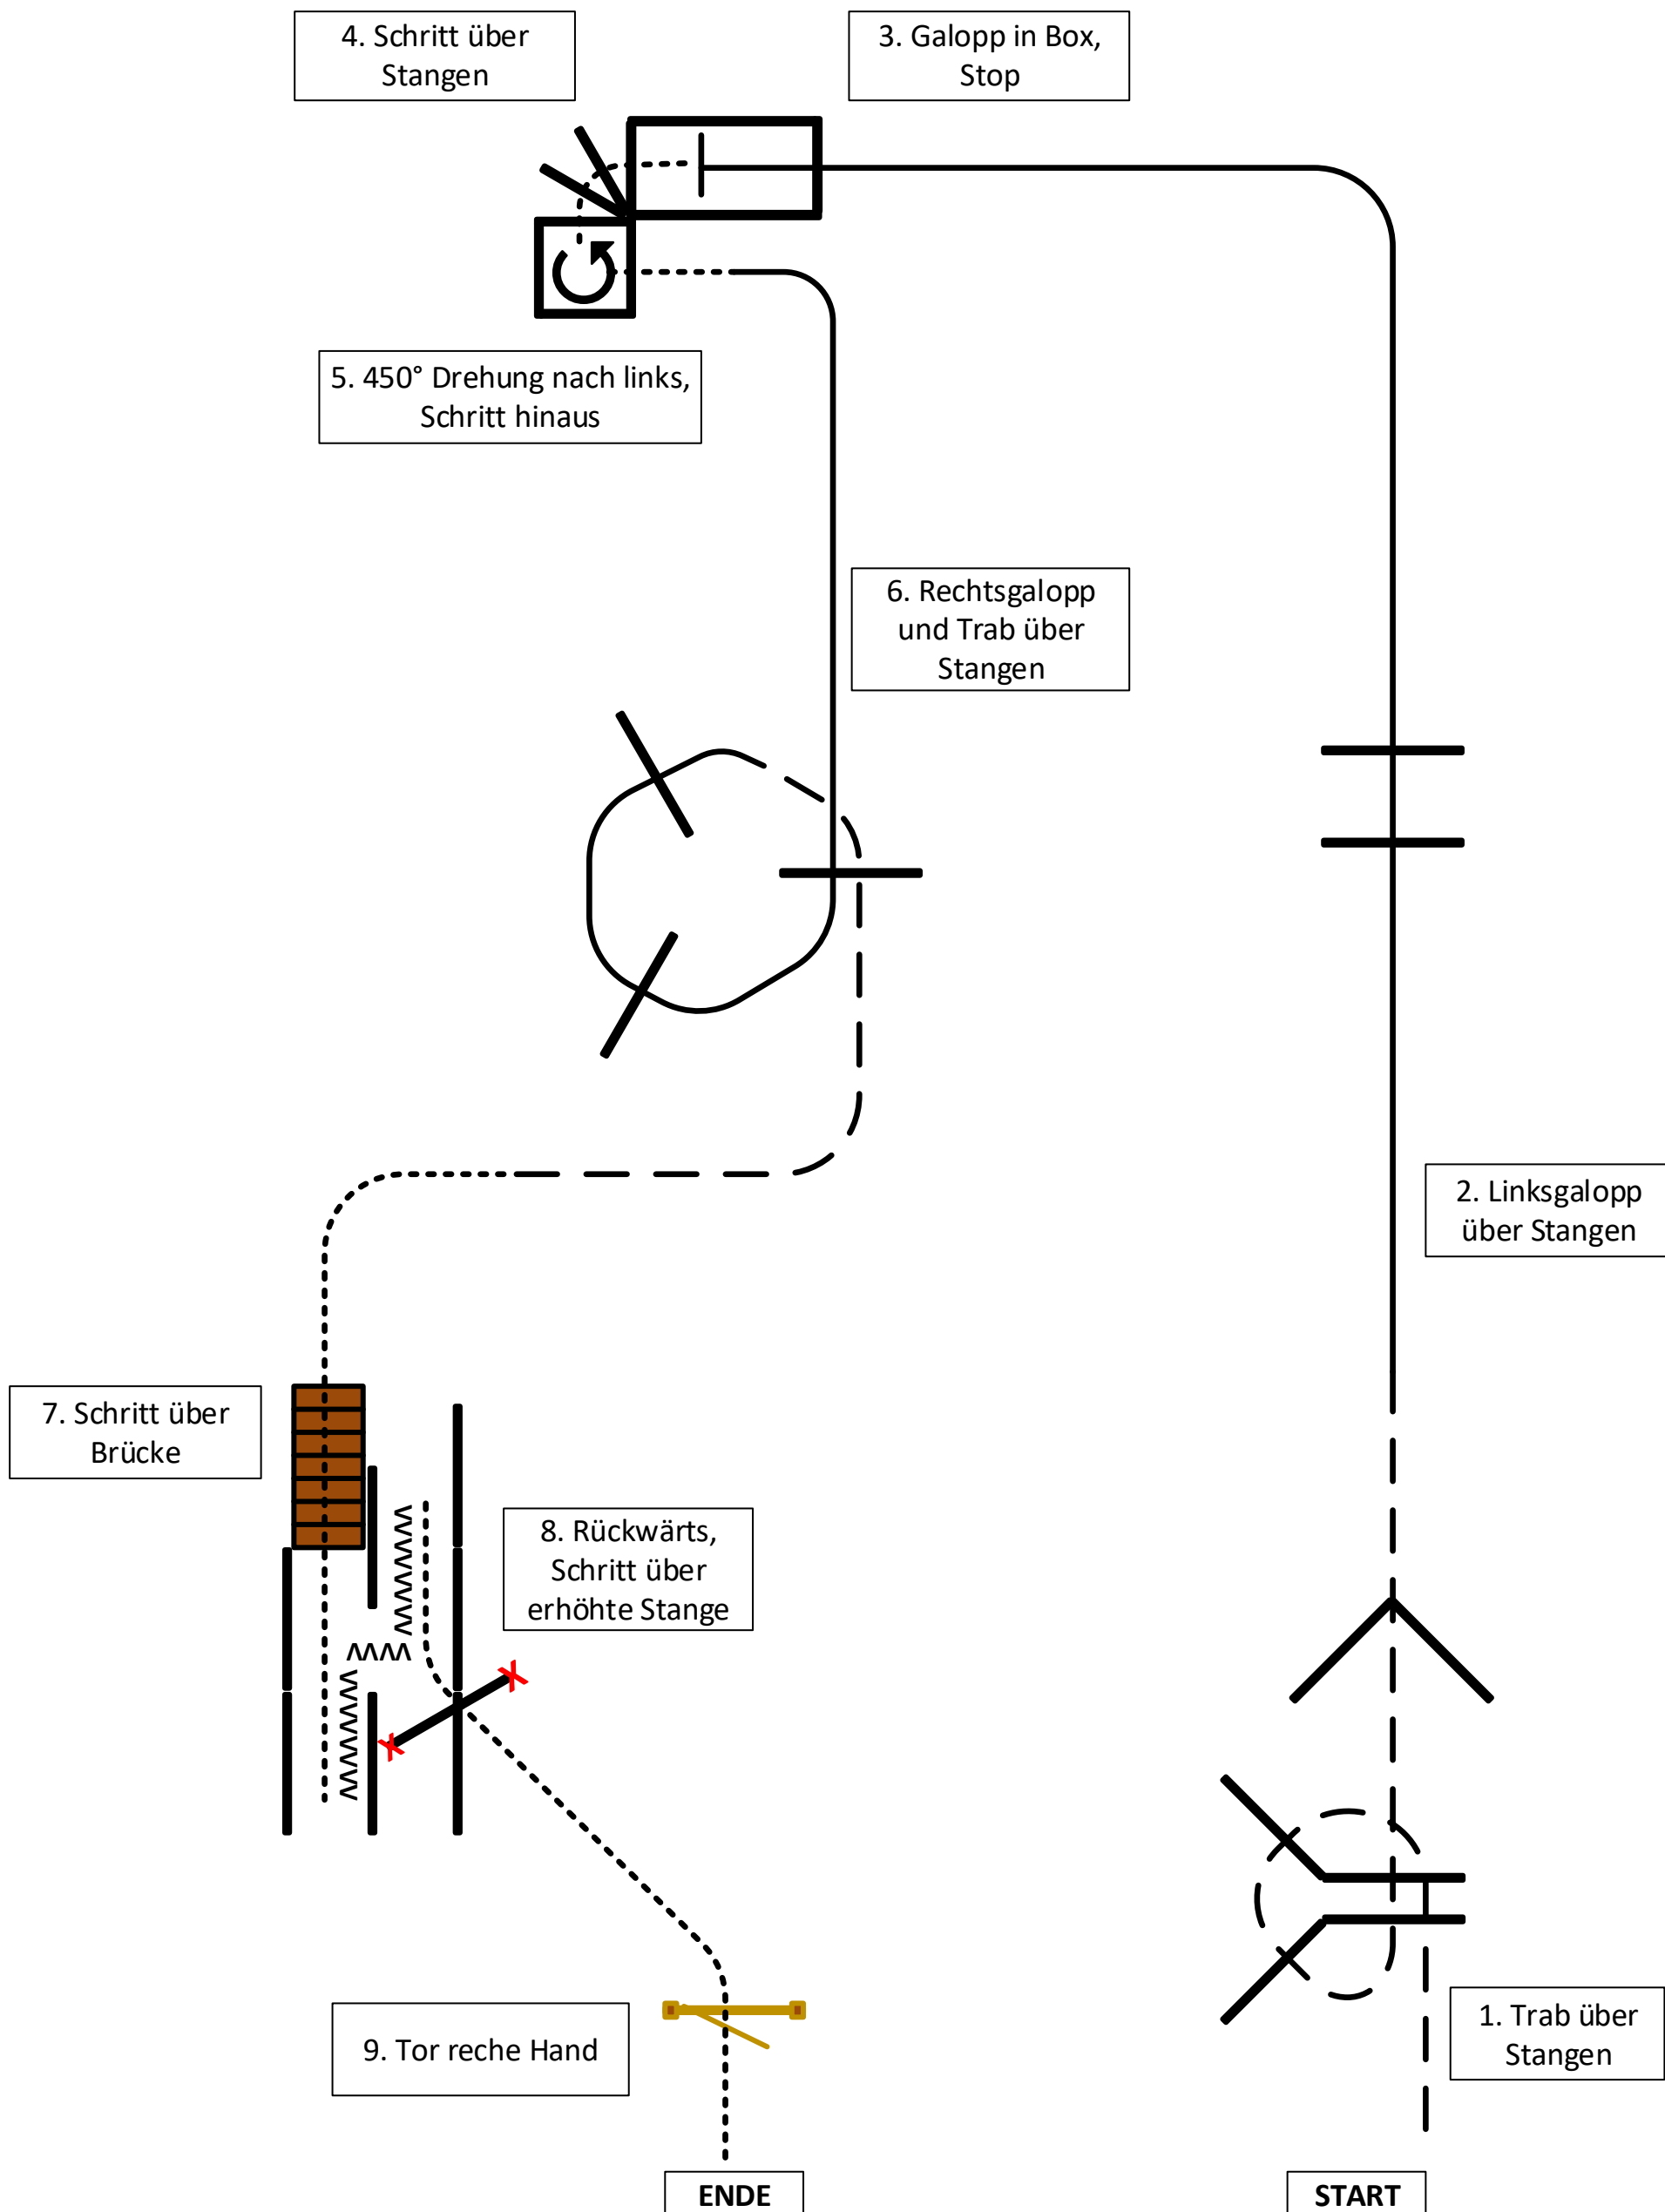 4. Schritt über
Stangen
3. Galopp in Box,
Stop
5. 450° Drehung nach links,
Schritt hinaus
6. Rechtsgalopp
und Trab über
Stangen
2. Linksgalopp
über Stangen
7. Schritt über
Brücke
8. Rückwärts,
Schritt über
erhöhte Stange
9. Tor reche Hand
1. Trab über
Stangen
ENDE
START